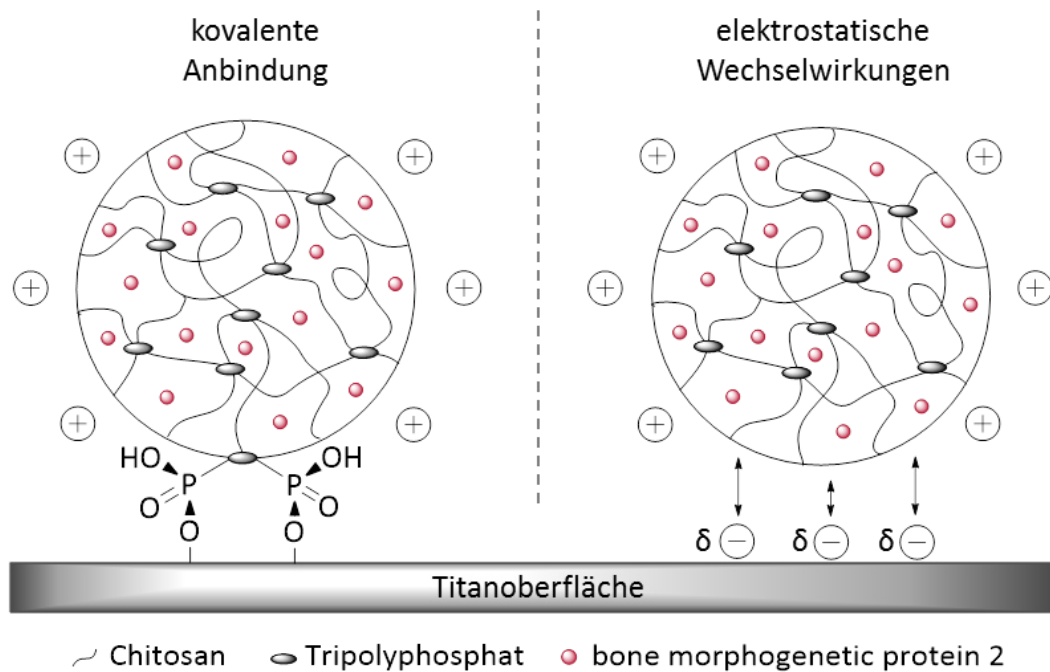 kovalente
Anbindung
elektrostatische
Wechselwirkungen
+ + + +
+ + + +
+ + + +
HO OH
P P
O O
O O
δ − δ − δ −
Titanoberfläche
Chitosan Tripolyphosphat bone morphogenetic protein 2